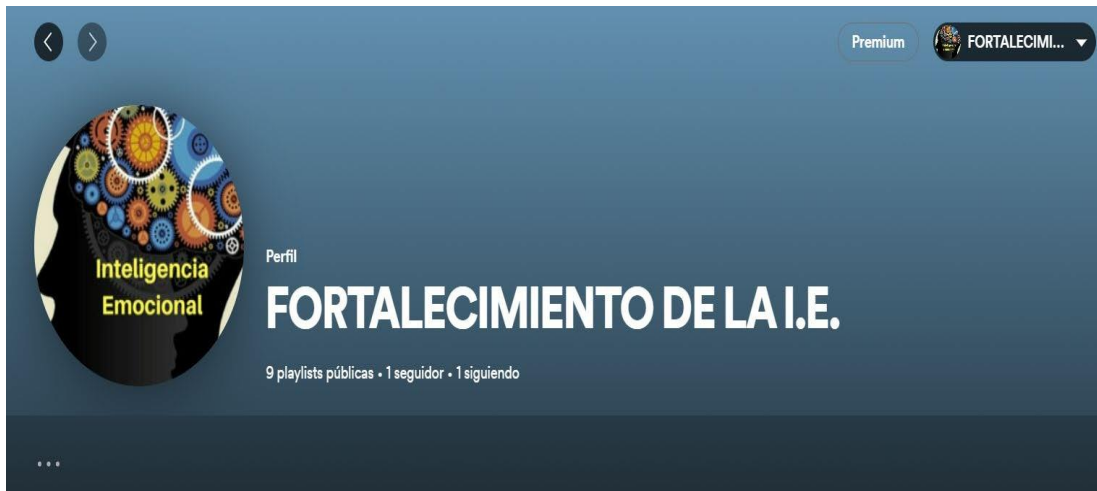 Premium
FORTALECIMI...
Inteligencia
Emocional
Perfil
FORTALECIMIENTO DE LA I.E.
9 playlists públicas • 1 seguidor • 1 siguiendo